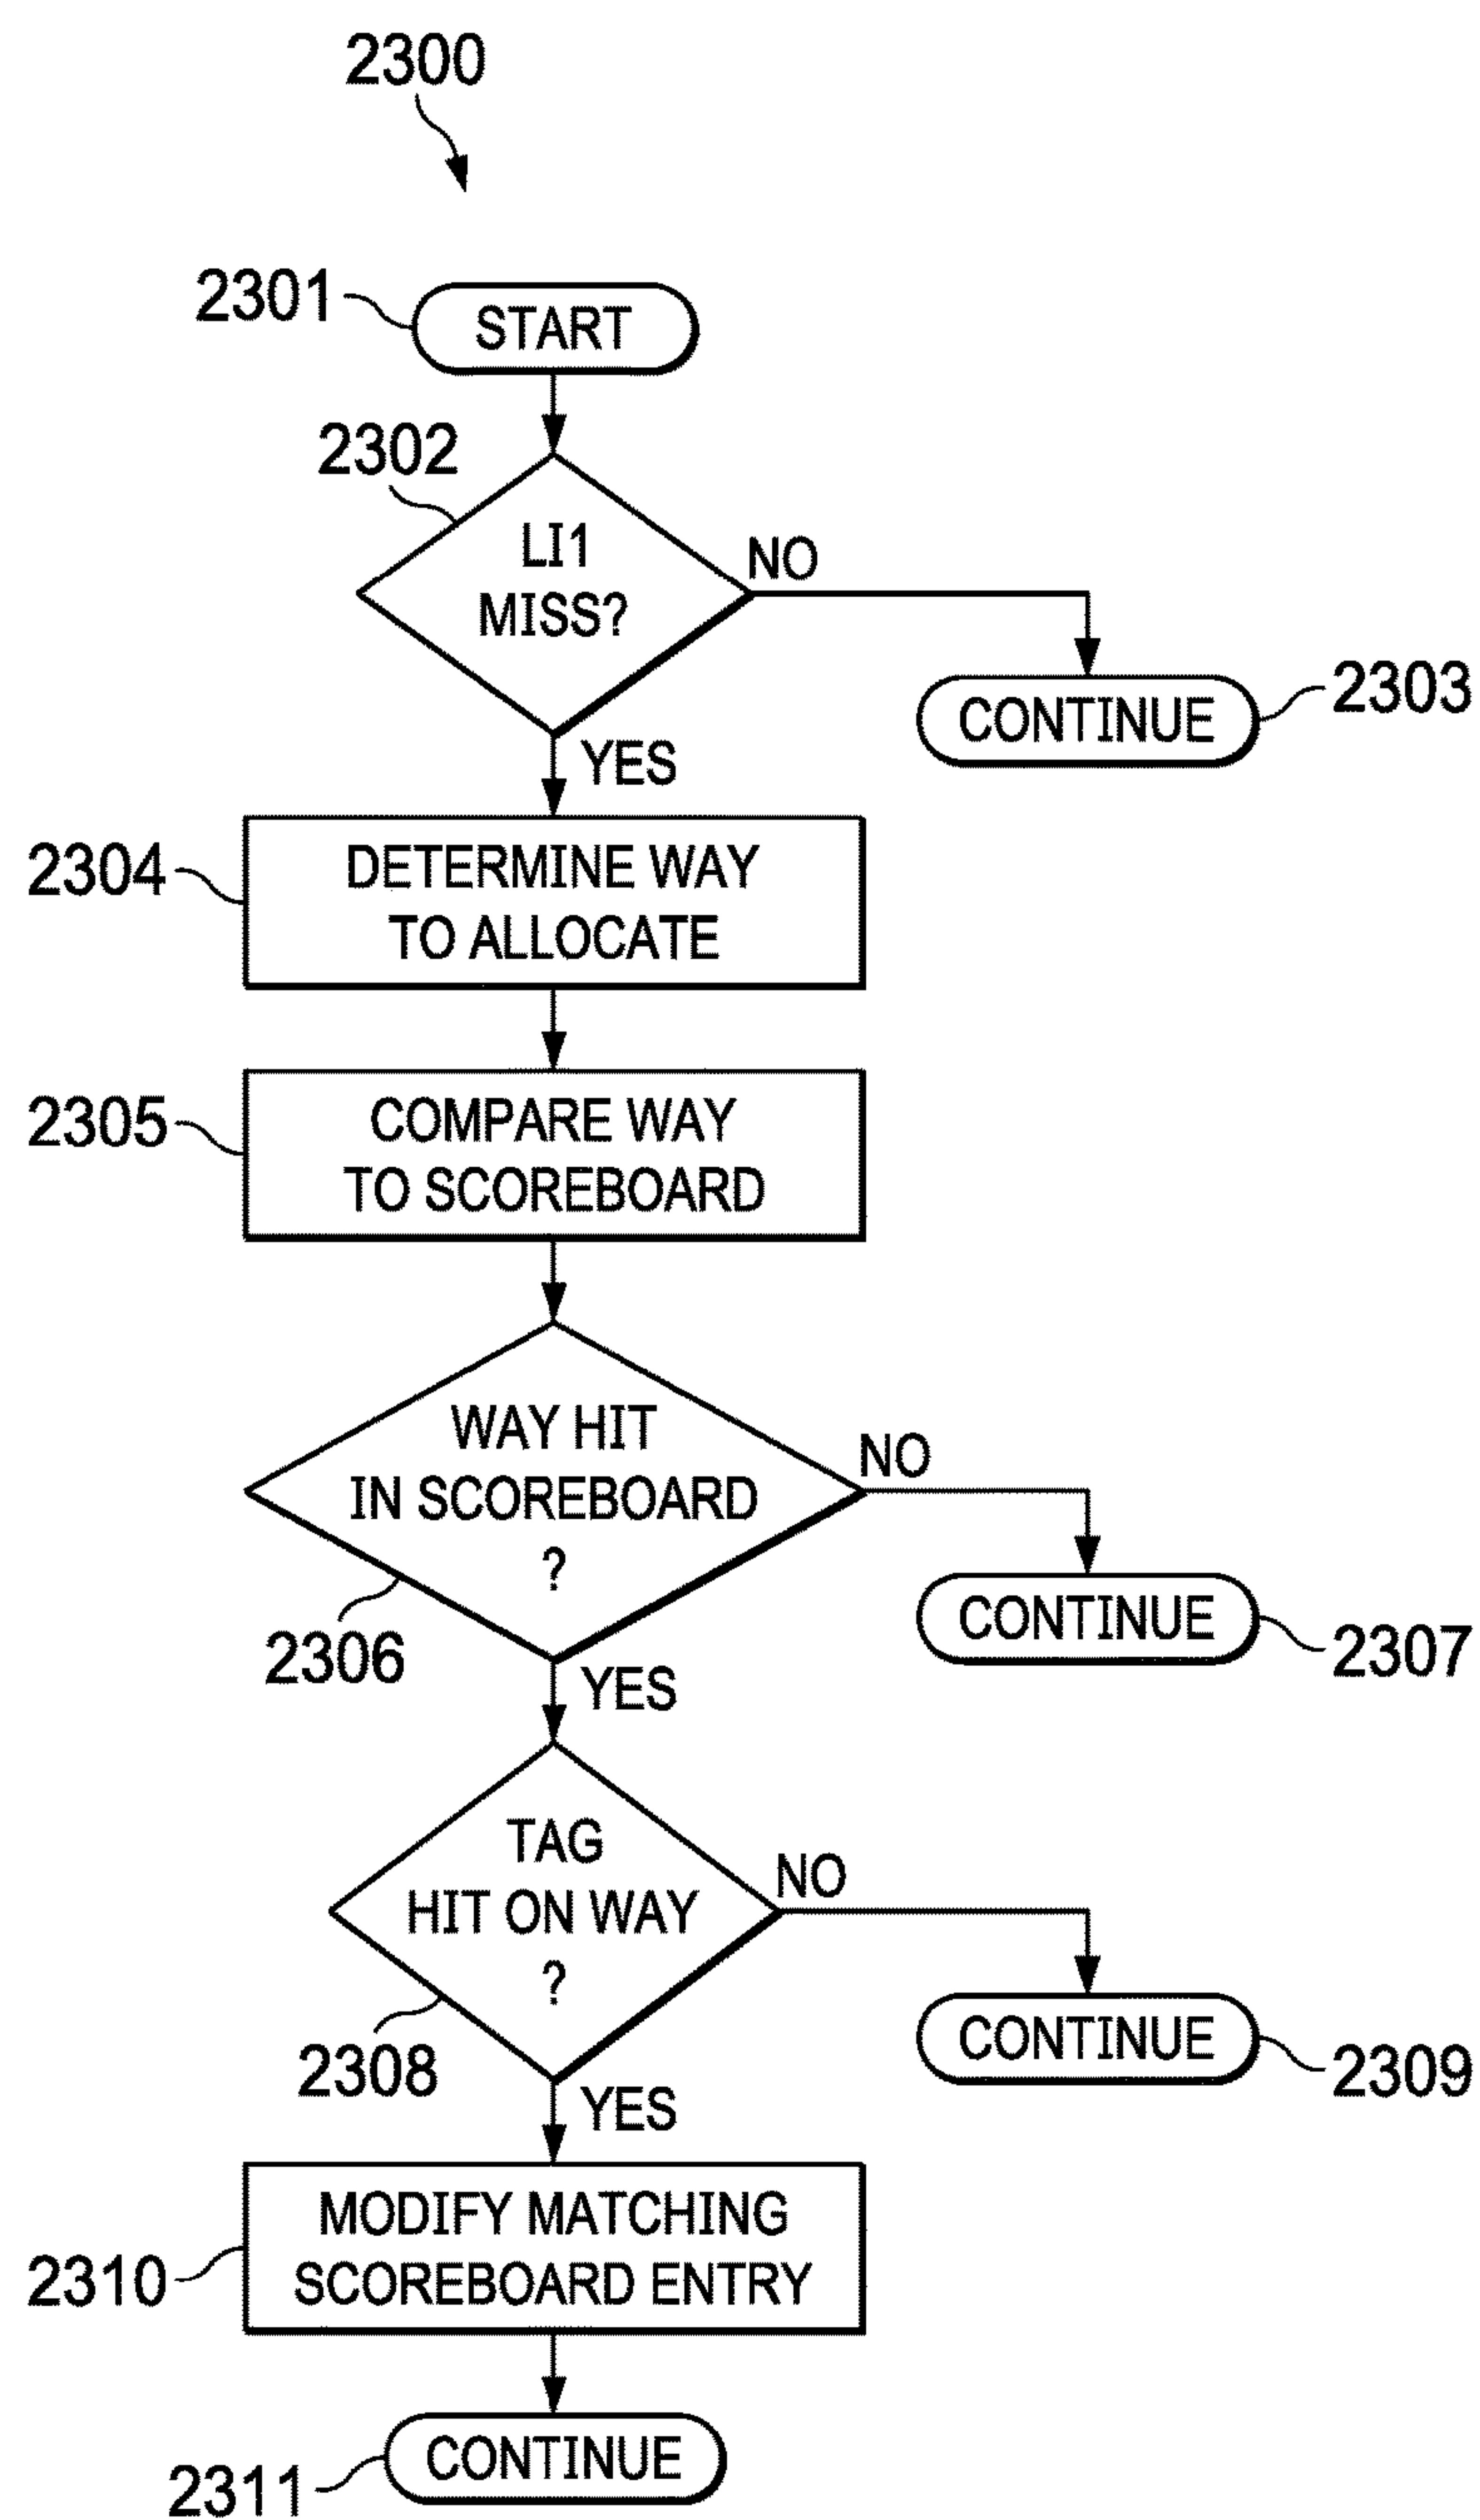 2300
2301
START
2302
LI1
MISS?
NO
CONTINUE
2303
YES
2304
DETERMINE WAY
TO ALLOCATE
2305
COMPARE WAY
TO SCOREBOARD
WAY HIT
IN SCOREBOARD
?
NO
2306
CONTINUE
2307
YES
TAG
HIT ON WAY
?
NO
2308
CONTINUE
2309
YES
2310
MODIFY MATCHING
SCOREBOARD ENTRY
2311
CONTINUE